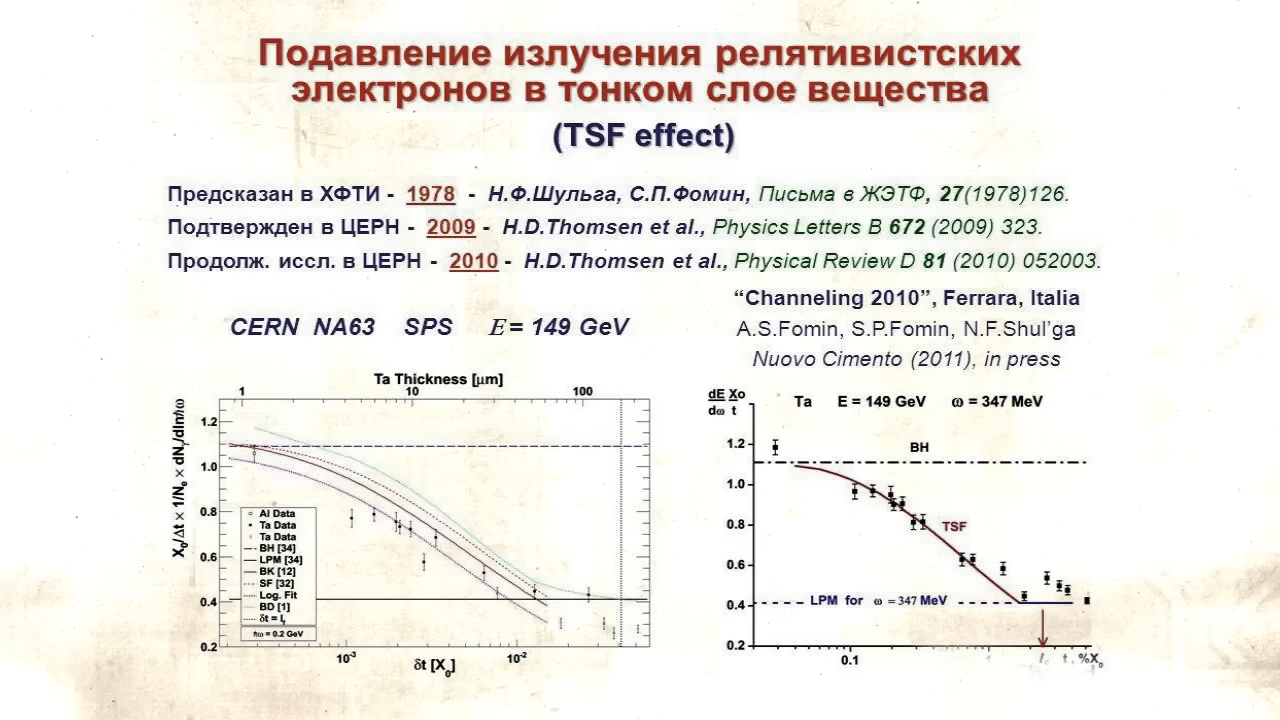 Подавление излучения релятивистских
электронов в тонком слое вещества
(TSF effect)
Предсказан в ХФТИ - 1978 - Н.Ф.Шульга, С.П.Фомин, Письма в ЖЭТФ, 27(1978)126.
Подтвержден в ЦЕРН - 2009 - H.D.Thomsen et al., Physics Letters B 672 (2009) 323.
Продолж. иссл. в ЦЕРН - 2010 - H.D.Thomsen et al., Physical Review D 81 (2010) 052003.
"Channeling 2010", Ferrara, Italia
A.S.Fomin, S.P.Fomin, N.F.Shul'ga
Nuovo Cimento (2011), in press
CERN NA63 SPS E = 149 GeV
Ta Thickness [μm]
1 10 100
X₀/Δt × 1/Nₑ × dNᵧ/dlnħω
1.2
1.0
0.8
0.6
0.4
0.2
Al Data
Ta Data
Ta Data
BH [34]
LPM [34]
BK [12]
SF [32]
Log. Fit
BD [1]
δt = lf
ħω = 0.2 GeV
10⁻³ 10⁻²
δt [X₀]
dE Xo
dω t
Ta E = 149 GeV ω = 347 MeV
BH
TSF
LPM for ω = 347 MeV
1.2
1.0
0.8
0.6
0.4
0.2
0.1 1 t , %X₀